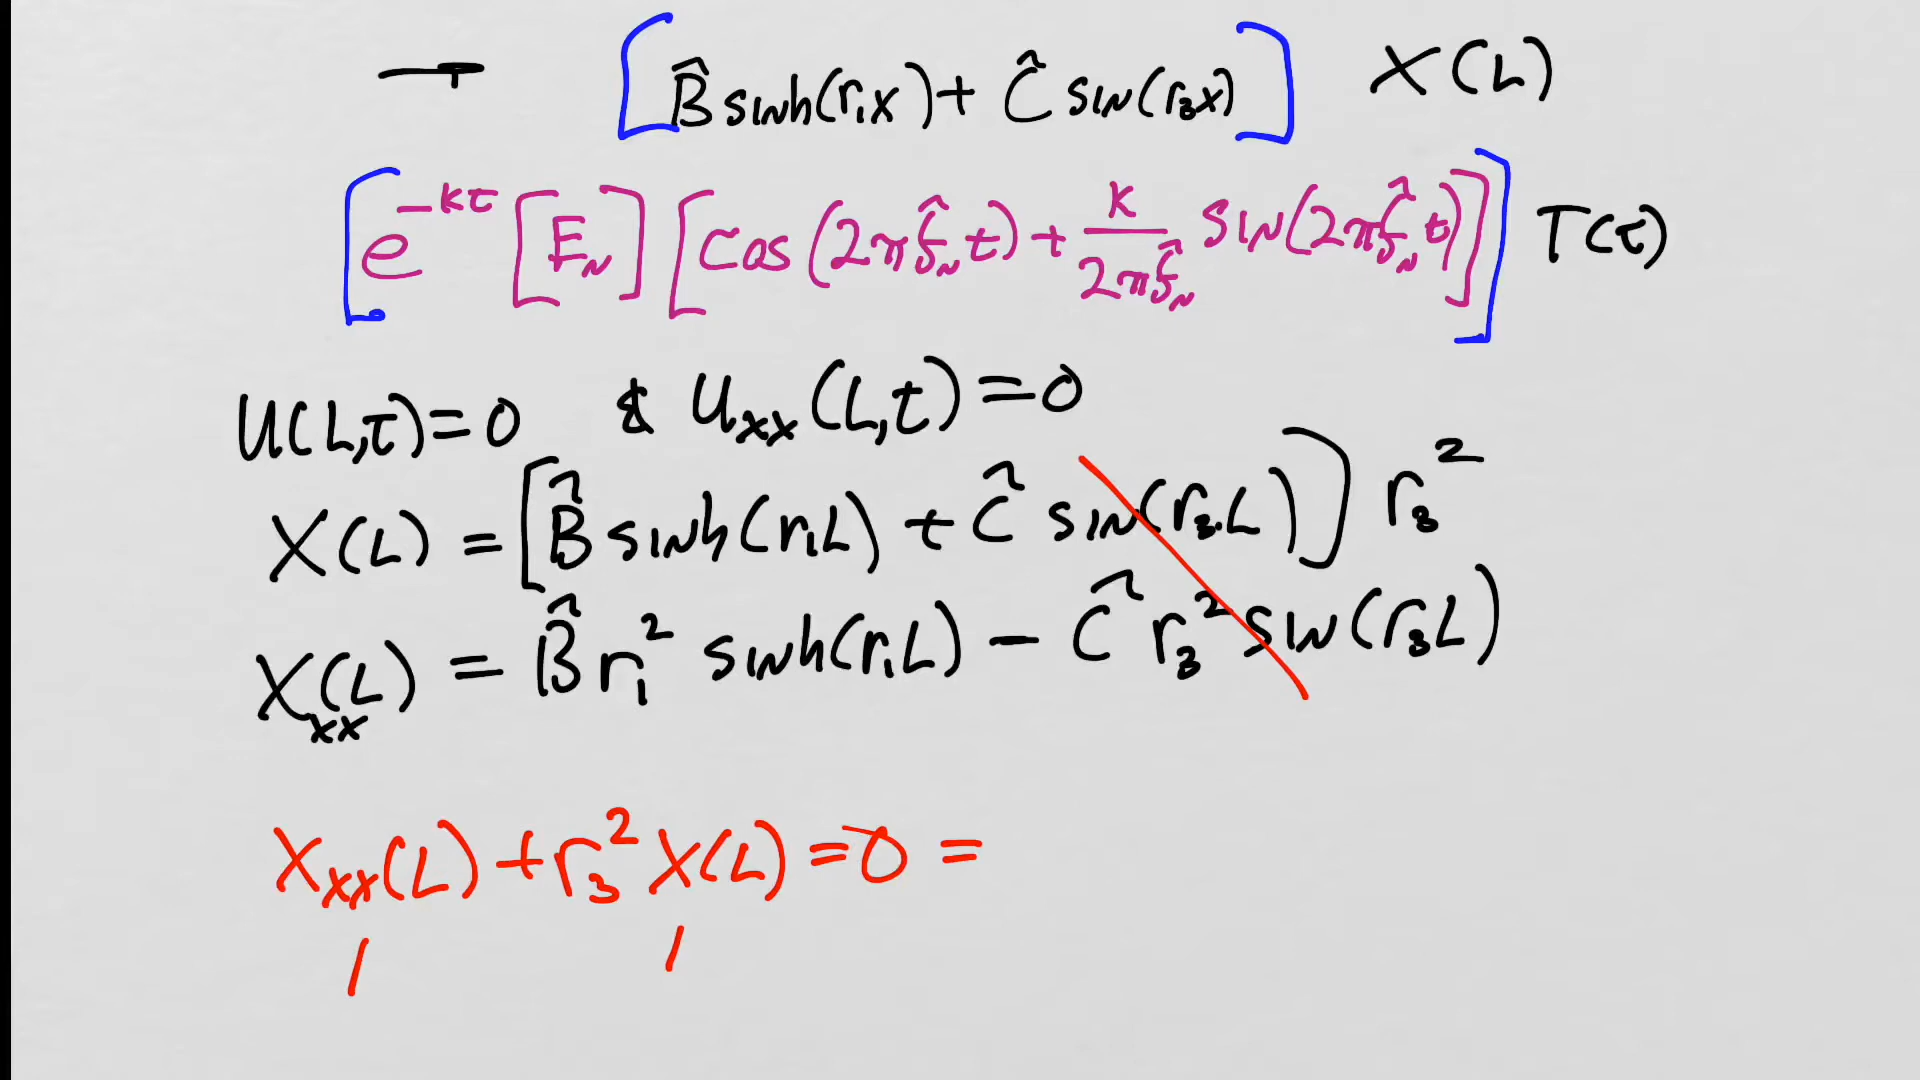 [B̂ sinh(r₁x) + Ĉ sin(r₃x)] X(L)
[e^(-kt) [E_N] [cos(2πf̂_N t) + k/(2πf̂_N) sin(2πf̂_N t)]] T(t)
U(L,t)=0 & U_xx(L,t)=0
X(L) = [B̂ sinh(r₁L) + Ĉ sin(r₃L)] r₃²
X_xx(L) = B̂ r₁² sinh(r₁L) − Ĉ r₃² sin(r₃L)
X_xx(L) + r₃² X(L) = 0 =